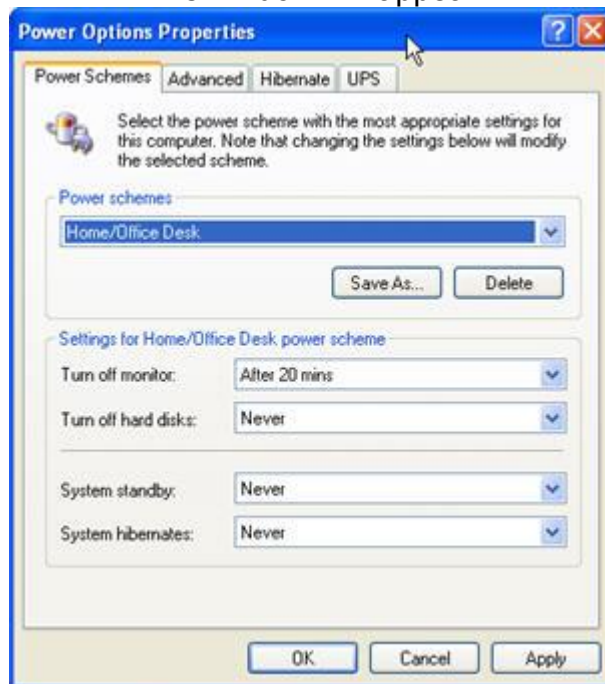 Power Options Properties
Power Schemes Advanced Hibernate UPS
Select the power scheme with the most appropriate settings for
this computer. Note that changing the settings below will modify
the selected scheme.
Power schemes
Home/Office Desk
Save As... Delete
Settings for Home/Office Desk power scheme
Turn off monitor: After 20 mins
Turn off hard disks: Never
System standby: Never
System hibernates: Never
OK Cancel Apply